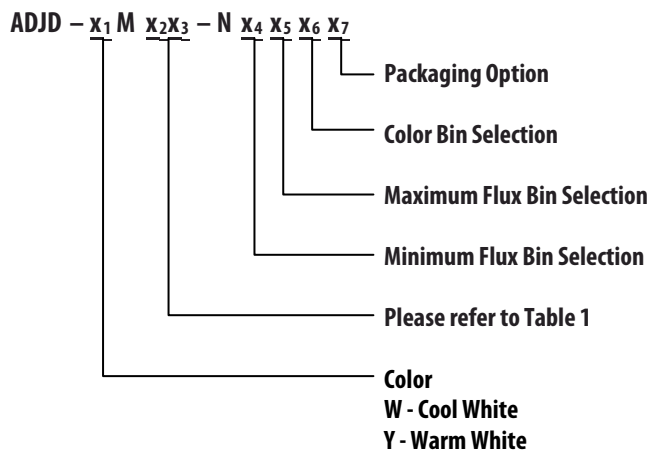 ADJD – x1 M x2x3 – N x4 x5 x6 x7
Packaging Option
Color Bin Selection
Maximum Flux Bin Selection
Minimum Flux Bin Selection
Please refer to Table 1
Color
W - Cool White
Y - Warm White